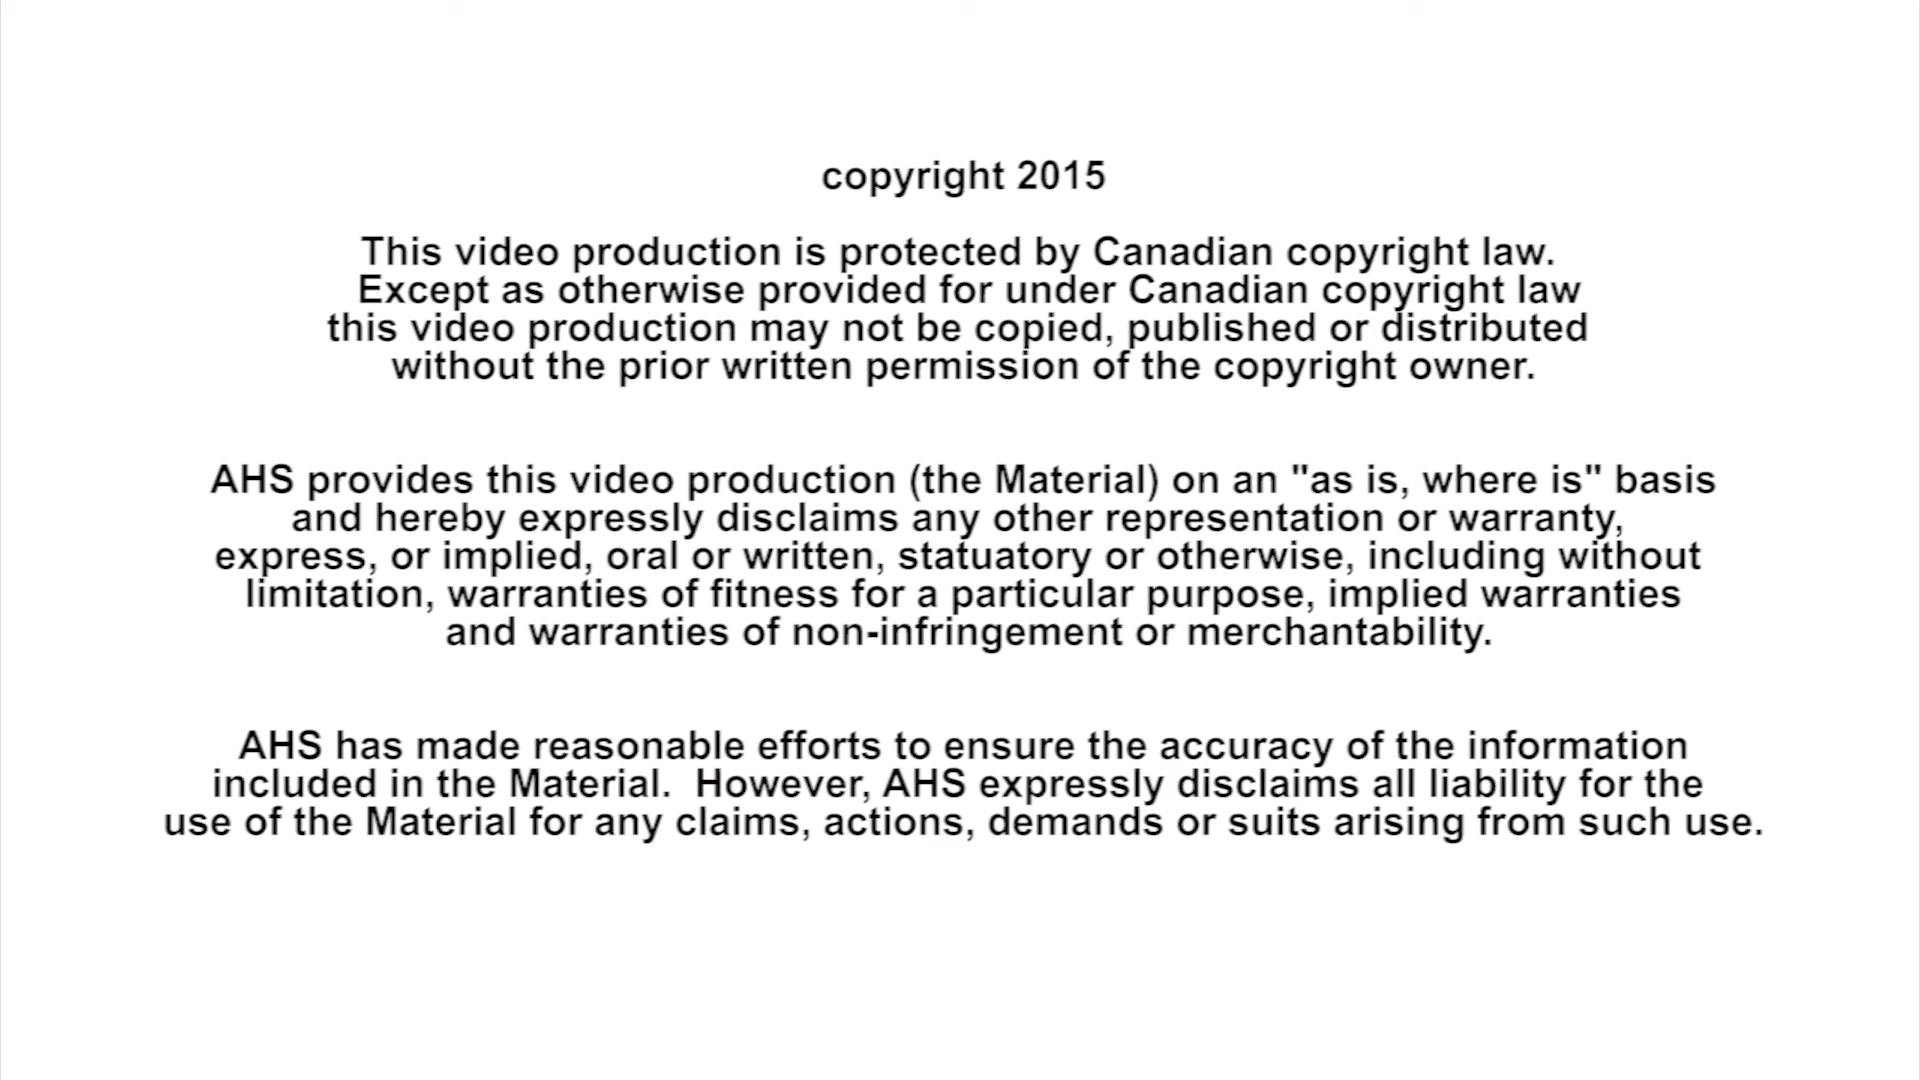 copyright 2015
This video production is protected by Canadian copyright law.
Except as otherwise provided for under Canadian copyright law
this video production may not be copied, published or distributed
without the prior written permission of the copyright owner.
AHS provides this video production (the Material) on an "as is, where is" basis
and hereby expressly disclaims any other representation or warranty,
express, or implied, oral or written, statuatory or otherwise, including without
limitation, warranties of fitness for a particular purpose, implied warranties
and warranties of non-infringement or merchantability.
AHS has made reasonable efforts to ensure the accuracy of the information
included in the Material.  However, AHS expressly disclaims all liability for the
use of the Material for any claims, actions, demands or suits arising from such use.